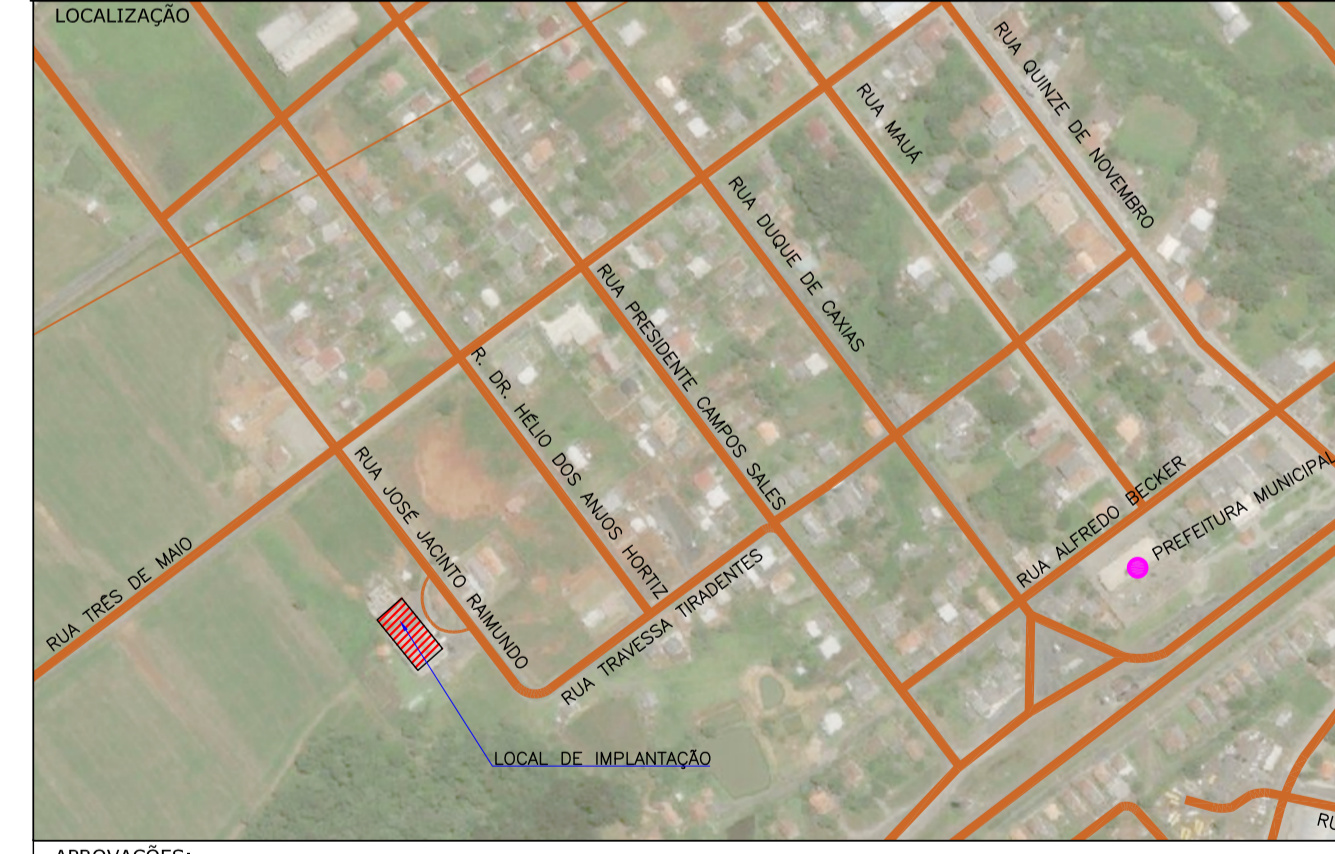 LOCALIZAÇÃO
RUA QUINZE DE NOVEMBRO
RUA MAUÁ
RUA DUQUE DE CAXIAS
RUA PRESIDENTE CAMPOS SALES
R. DR. HÉLIO DOS ANJOS HORTIZ
RUA JOSÉ JACINTO RAIMUNDO
RUA TRÊS DE MAIO
RUA TRAVESSA TIRADENTES
RUA ALFREDO BECKER
PREFEITURA MUNICIPAL
LOCAL DE IMPLANTAÇÃO
RU
APROVAÇÕES: